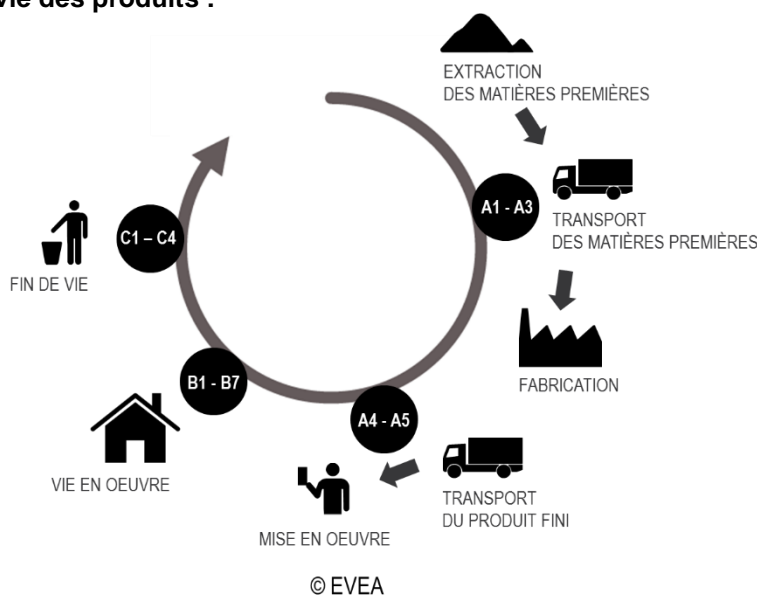 vie des produits :
EXTRACTION
DES MATIÈRES PREMIÈRES
A1 - A3
TRANSPORT
DES MATIÈRES PREMIÈRES
FABRICATION
A4 - A5
TRANSPORT
DU PRODUIT FINI
MISE EN OEUVRE
B1 - B7
VIE EN OEUVRE
C1 – C4
FIN DE VIE
© EVEA